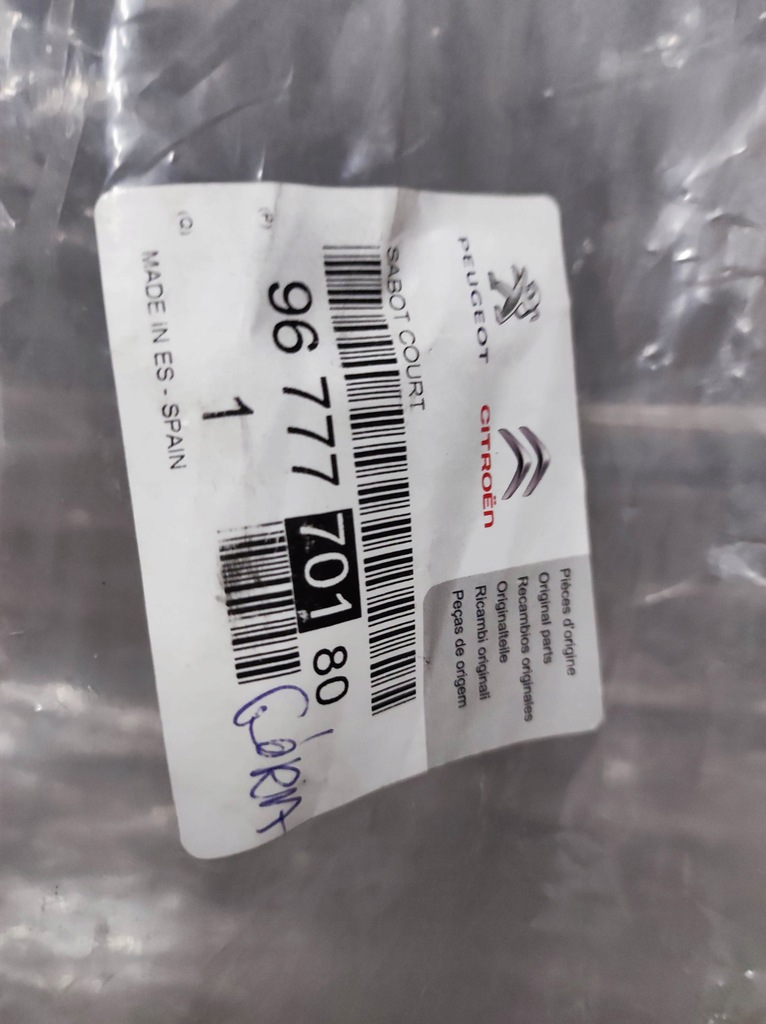 PEUGEOT
CITROËN
Pièces d'origine
Original parts
Recambios originales
Originalteile
Ricambi originali
Peças de origem
SABOT COURT
(P)
96 777 701 80
(Q)
1
MADE IN ES - SPAIN